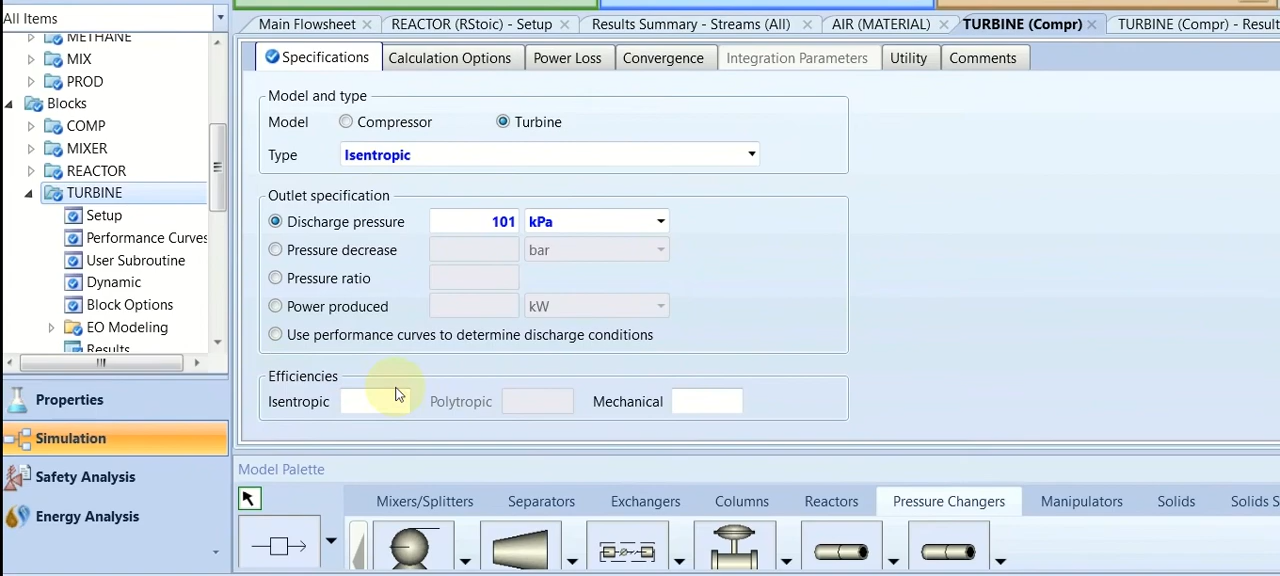 All Items
METHANE
MIX
PROD
Blocks
COMP
MIXER
REACTOR
TURBINE
Setup
Performance Curves
User Subroutine
Dynamic
Block Options
EO Modeling
Results
Properties
Simulation
Safety Analysis
Energy Analysis
Main Flowsheet REACTOR (RStoic) - Setup Results Summary - Streams (All) AIR (MATERIAL) TURBINE (Compr) TURBINE (Compr) - Result
Specifications Calculation Options Power Loss Convergence Integration Parameters Utility Comments
Model and type
Model Compressor Turbine
Type Isentropic
Outlet specification
Discharge pressure 101 kPa
Pressure decrease bar
Pressure ratio
Power produced kW
Use performance curves to determine discharge conditions
Efficiencies
Isentropic Polytropic Mechanical
Model Palette
Mixers/Splitters Separators Exchangers Columns Reactors Pressure Changers Manipulators Solids Solids S